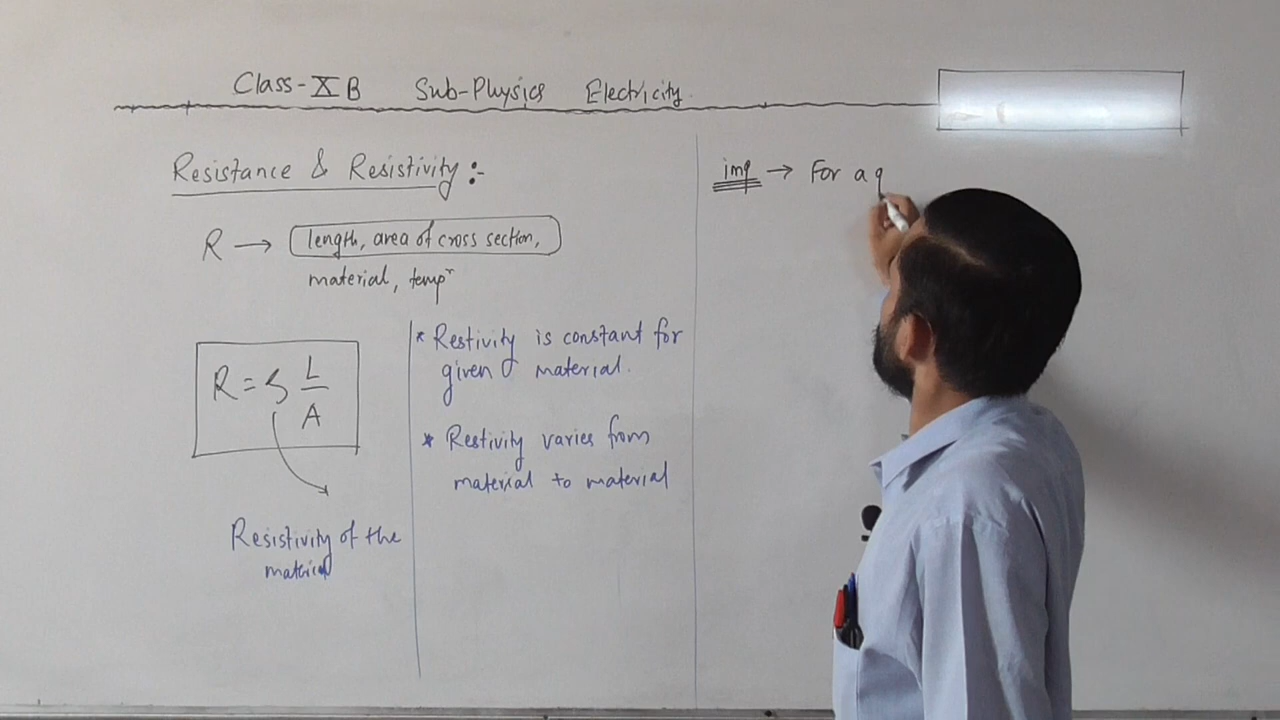 Class-X B Sub-Physics Electricity
Resistance & Resistivity :-
R → length, area of cross section,
material, tempʳ
R = ρ L/A
* Restivity is constant for
given material.
* Restivity varies from
material to material
Resistivity of the
material
imp → For a g